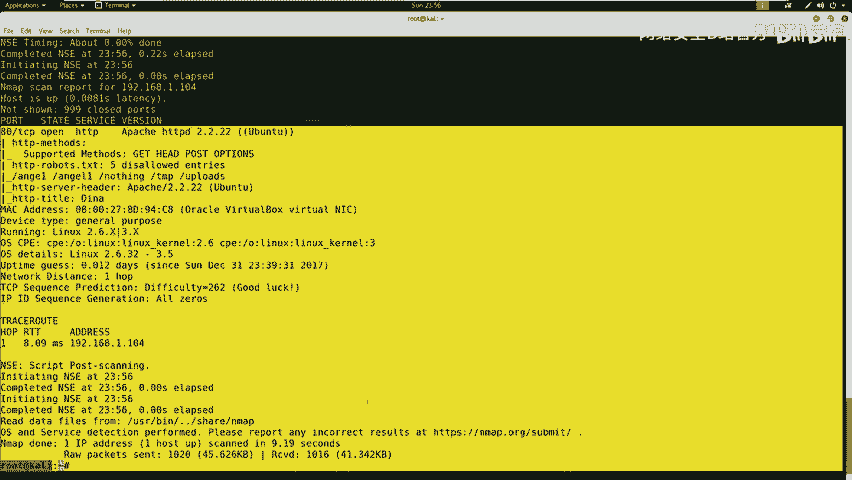 Applications Places Terminal Sun 23:56
root@kali: ~
File Edit View Search Terminal Help
NSE Timing: About 0.00% done
Completed NSE at 23:56, 0.22s elapsed
Initiating NSE at 23:56
Completed NSE at 23:56, 0.00s elapsed
Nmap scan report for 192.168.1.104
Host is up (0.0081s latency).
Not shown: 999 closed ports
PORT STATE SERVICE VERSION
80/tcp open http Apache httpd 2.2.22 ((Ubuntu))
| http-methods:
|_ Supported Methods: GET HEAD POST OPTIONS
| http-robots.txt: 5 disallowed entries
|_/ange1 /angel1 /nothing /tmp /uploads
|_http-server-header: Apache/2.2.22 (Ubuntu)
|_http-title: Dina
MAC Address: 08:00:27:8D:94:C8 (Oracle VirtualBox virtual NIC)
Device type: general purpose
Running: Linux 2.6.X|3.X
OS CPE: cpe:/o:linux:linux_kernel:2.6 cpe:/o:linux:linux_kernel:3
OS details: Linux 2.6.32 - 3.5
Uptime guess: 0.012 days (since Sun Dec 31 23:39:31 2017)
Network Distance: 1 hop
TCP Sequence Prediction: Difficulty=262 (Good luck!)
IP ID Sequence Generation: All zeros
TRACEROUTE
HOP RTT ADDRESS
1 8.09 ms 192.168.1.104
NSE: Script Post-scanning.
Initiating NSE at 23:56
Completed NSE at 23:56, 0.00s elapsed
Initiating NSE at 23:56
Completed NSE at 23:56, 0.00s elapsed
Read data files from: /usr/bin/../share/nmap
OS and Service detection performed. Please report any incorrect results at https://nmap.org/submit/ .
Nmap done: 1 IP address (1 host up) scanned in 9.19 seconds
Raw packets sent: 1020 (45.626KB) | Rcvd: 1016 (41.342KB)
root@kali:~#